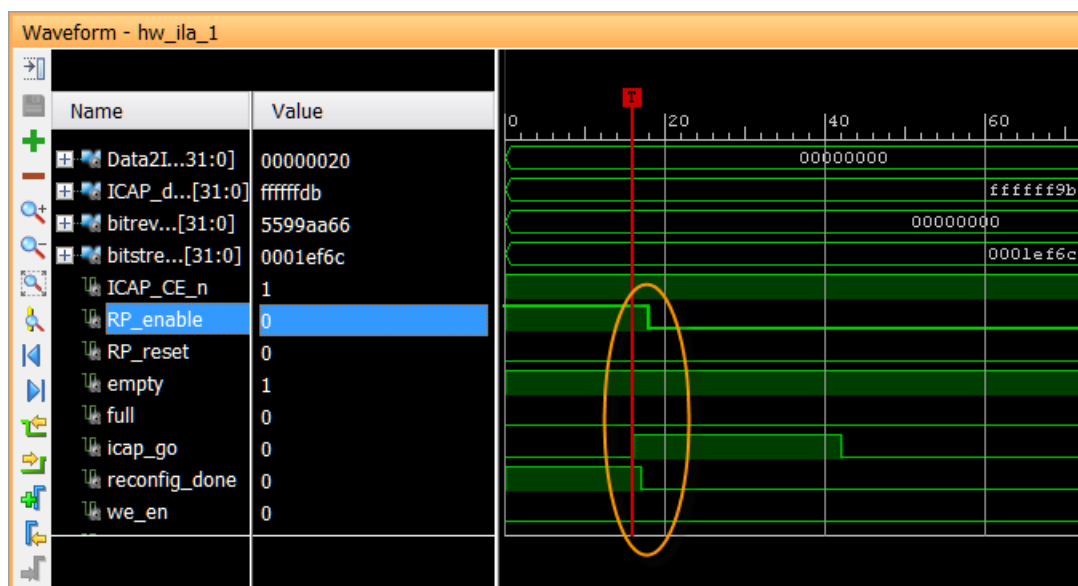 Waveform - hw_ila_1
Name Value
T
0 20 40 60
Data2I...31:0] 00000020 00000000
ICAP_d...[31:0] ffffffdb ffffff9b
bitrev...[31:0] 5599aa66 00000000
bitstre...[31:0] 0001ef6c 0001ef6c
ICAP_CE_n 1
RP_enable 0
RP_reset 0
empty 1
full 0
icap_go 0
reconfig_done 0
we_en 0